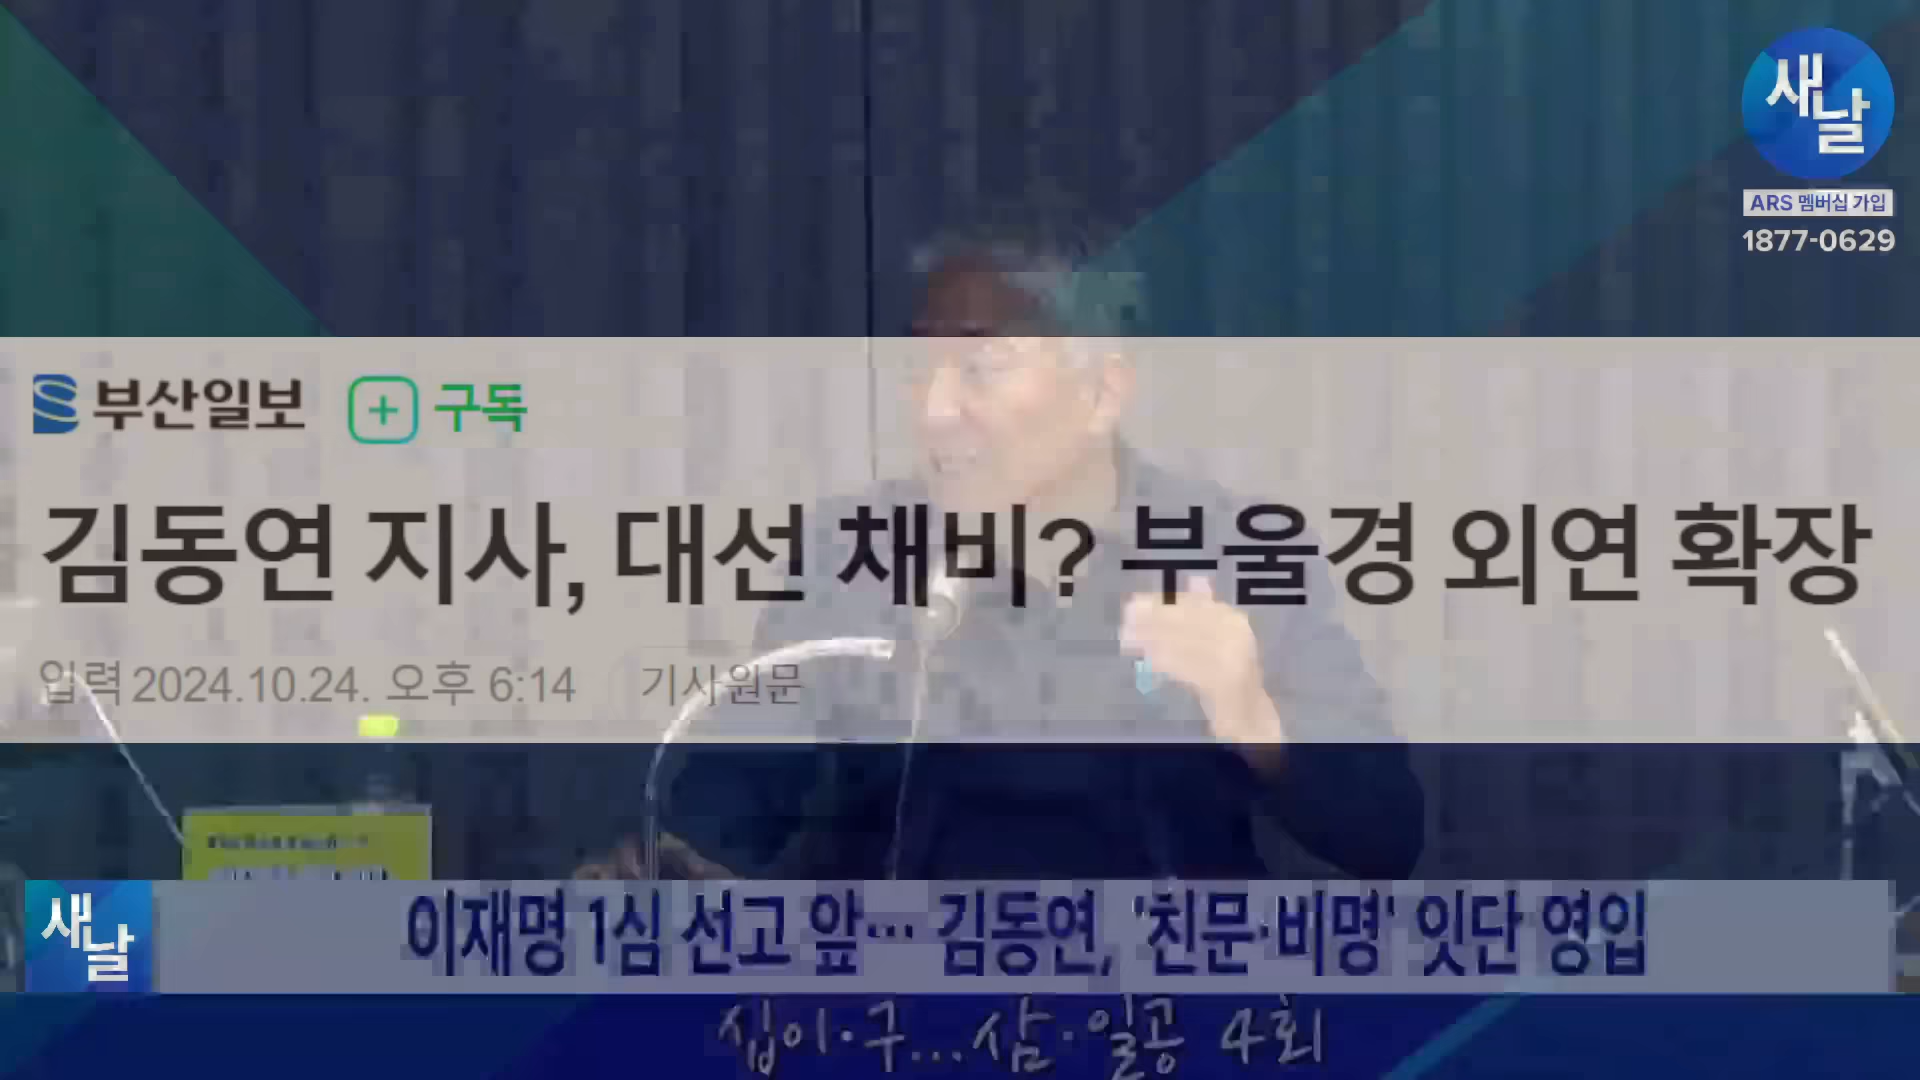 새날
ARS 멤버십 가입
1877-0629
부산일보 + 구독
김동연 지사, 대선 채비? 부울경 외연 확장
입력 2024.10.24. 오후 6:14 기사원문
새날
이재명 1심 선고 앞… 김동연, '친문·비명' 잇단 영입
십이·구...삼·일공 4회